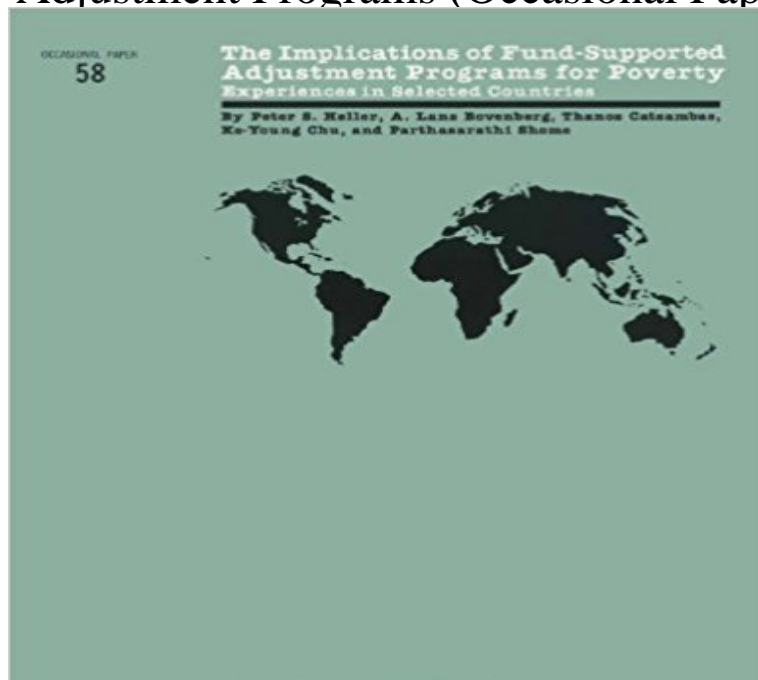 Adjustment Programs (Occasional Pap
OCCASIONAL PAPER
58
The Implications of Fund-Supported
Adjustment Programs for Poverty
Experiences in Selected Countries
By Peter S. Heller, A. Lans Bovenberg, Thanos Catsambas,
Ke-Young Chu, and Parthasarathi Shome